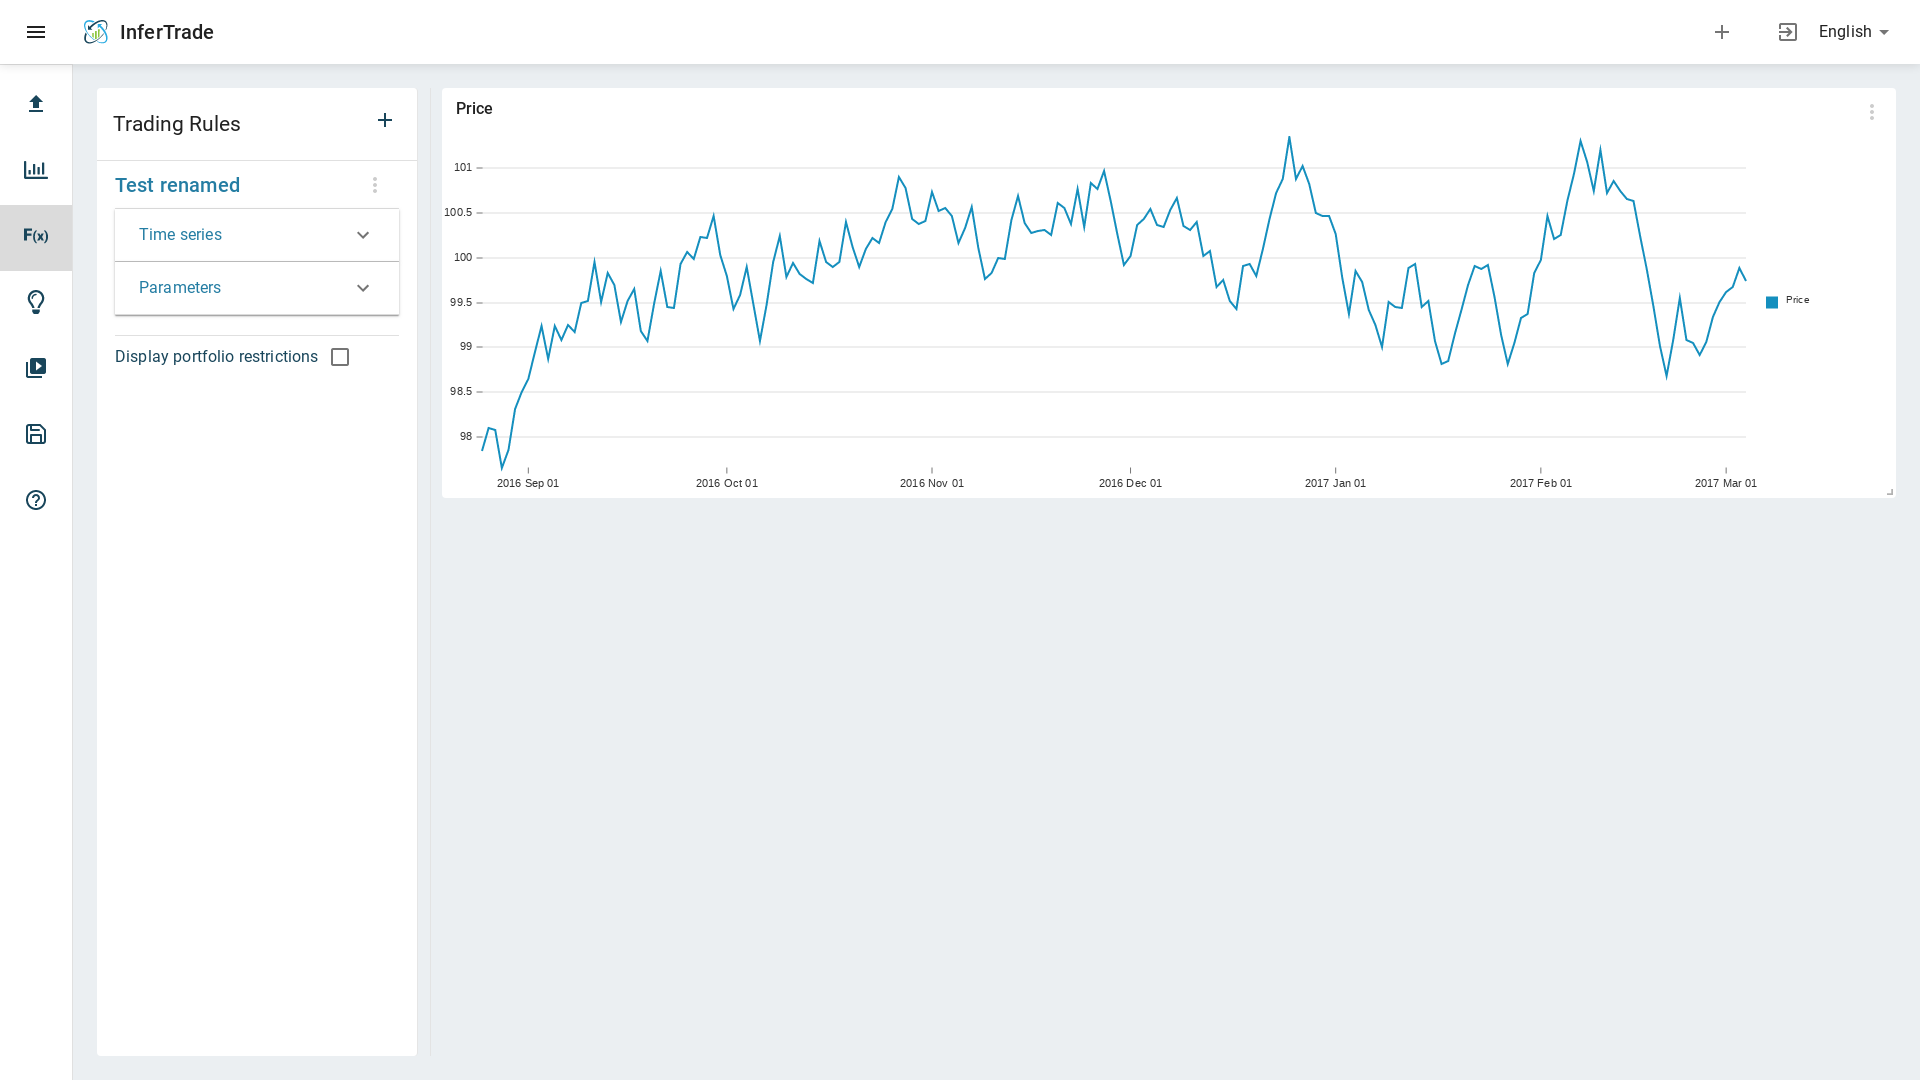 InferTrade
English
Trading Rules
Test renamed
Time series
Parameters
Display portfolio restrictions
F(x)
Price
101
100.5
100
99.5
99
98.5
98
2016 Sep 01
2016 Oct 01
2016 Nov 01
2016 Dec 01
2017 Jan 01
2017 Feb 01
2017 Mar 01
Price